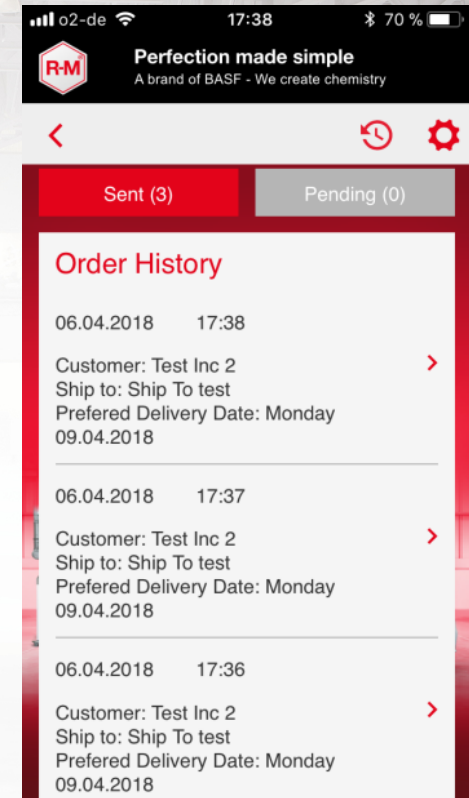 o2-de 17:38 70 %
R-M
Perfection made simple
A brand of BASF - We create chemistry
Sent (3) Pending (0)
Order History
06.04.2018 17:38
Customer: Test Inc 2
Ship to: Ship To test
Prefered Delivery Date: Monday
09.04.2018
06.04.2018 17:37
Customer: Test Inc 2
Ship to: Ship To test
Prefered Delivery Date: Monday
09.04.2018
06.04.2018 17:36
Customer: Test Inc 2
Ship to: Ship To test
Prefered Delivery Date: Monday
09.04.2018